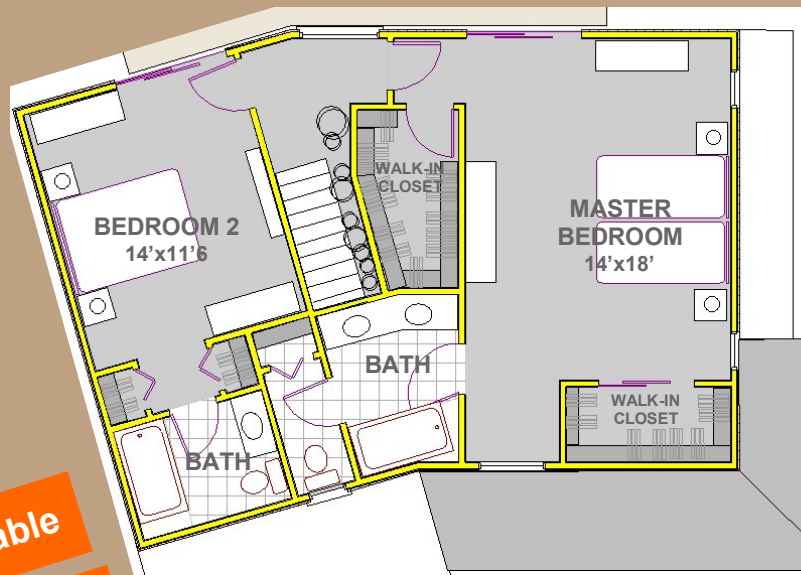 BEDROOM 2
14'x11'6
WALK-IN
CLOSET
MASTER
BEDROOM
14'x18'
BATH
WALK-IN
CLOSET
BATH